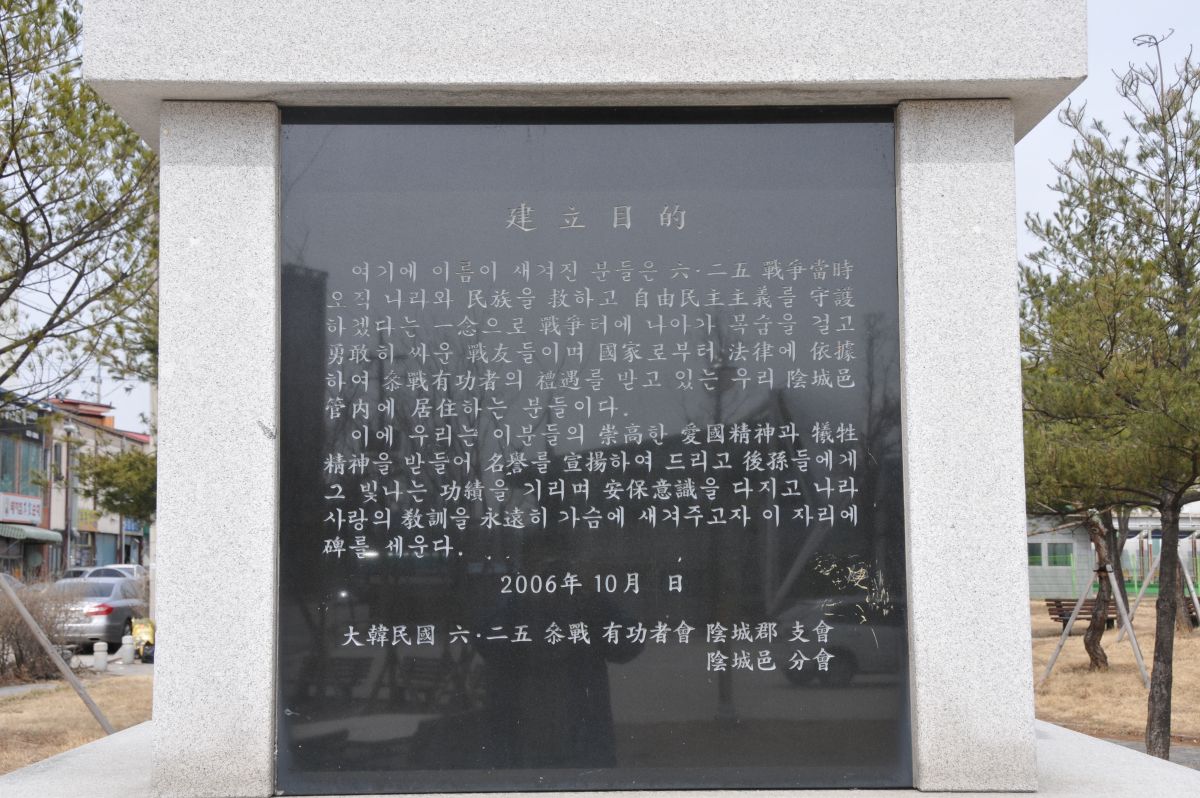 建立目的
여기에 이름이 새겨진 분들은 六·二五 戰爭當時
오직 나라와 民族을 救하고 自由民主主義를 守護
하겠다는 一念으로 戰爭터에 나아가 목숨을 걸고
勇敢히 싸운 戰友들이며 國家로부터 法律에 依據
하여 參戰有功者의 禮遇를 받고 있는 우리 陰城邑
管內에 居住하는 분들이다.
이에 우리는 이분들의 崇高한 愛國精神과 犧牲
精神을 받들어 名譽를 宣揚하여 드리고 後孫들에게
그 빛나는 功績을 기리며 安保意識을 다지고 나라
사랑의 敎訓을 永遠히 가슴에 새겨주고자 이 자리에
碑를 세운다.
2006年 10月 日
大韓民國 六·二五 參戰 有功者會 陰城郡 支會
陰城邑 分會